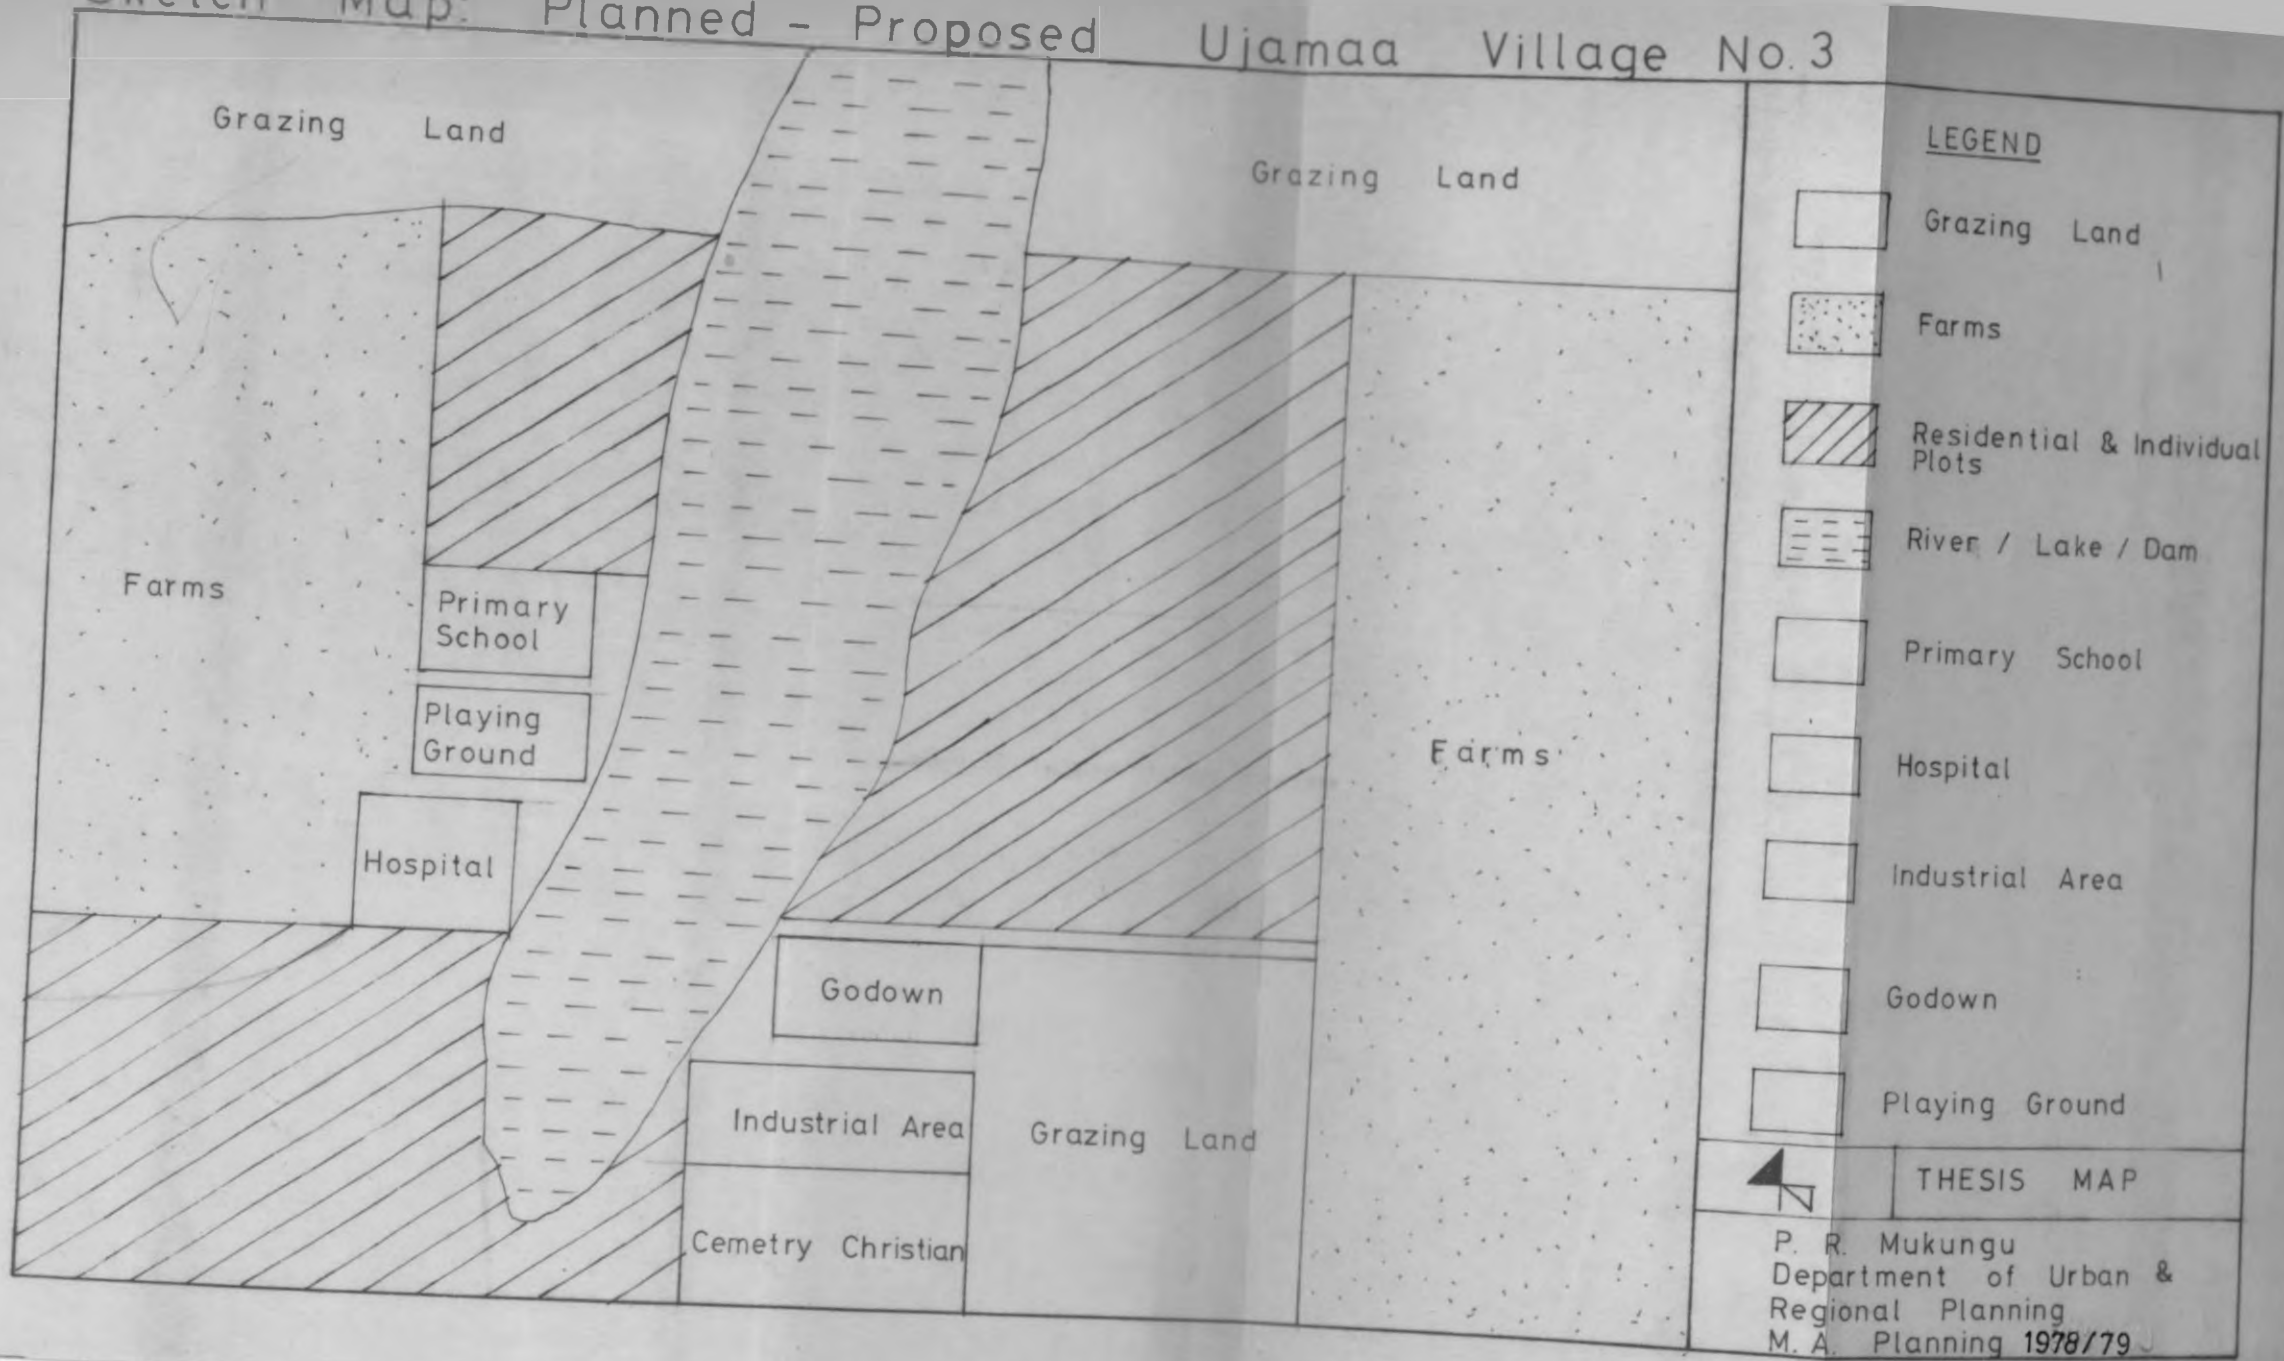 Sketch Map: Planned - Proposed Ujamaa Village No. 3
Grazing Land
Grazing Land
Farms
Primary
School
Playing
Ground
Hospital
Farms
Godown
Industrial Area
Grazing Land
Cemetry Christian
LEGEND
Grazing Land
Farms
Residential & Individual
Plots
River / Lake / Dam
Primary School
Hospital
Industrial Area
Godown
Playing Ground
THESIS MAP
P. R. Mukungu
Department of Urban &
Regional Planning
M. A. Planning 1978/79